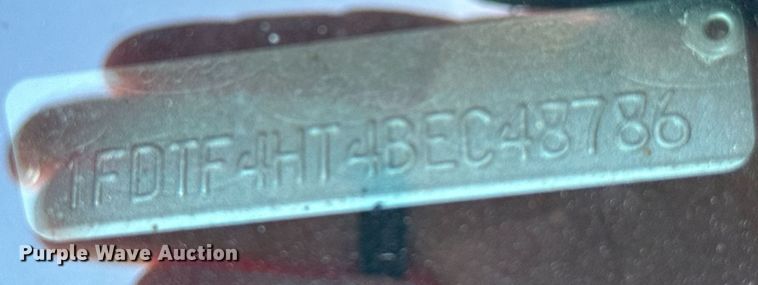 1FDTF4HT4BEC48786
Purple Wave Auction